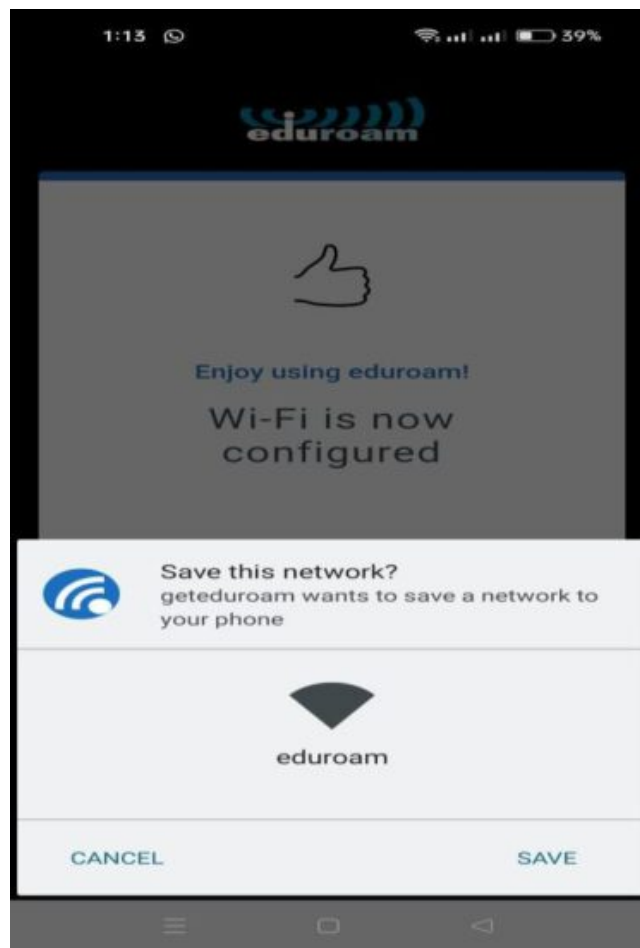 1:13
39%
eduroam
Enjoy using eduroam!
Wi-Fi is now
configured
Save this network?
geteduroam wants to save a network to
your phone
eduroam
CANCEL
SAVE